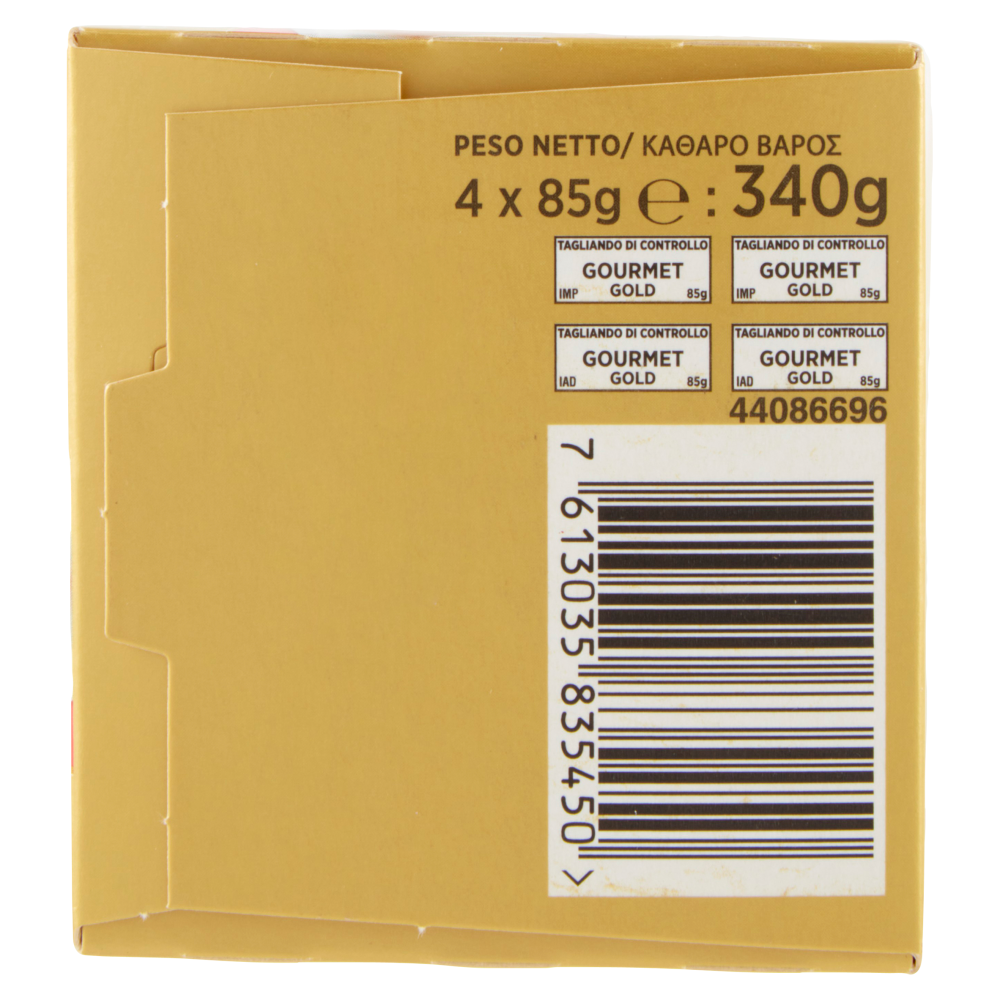 PESO NETTO/ ΚΑΘΑΡΟ ΒΑΡΟΣ
4 x 85g ℮ : 340g
TAGLIANDO DI CONTROLLO
GOURMET
GOLD
IMP 85g
TAGLIANDO DI CONTROLLO
GOURMET
GOLD
IMP 85g
TAGLIANDO DI CONTROLLO
GOURMET
GOLD
IAD 85g
TAGLIANDO DI CONTROLLO
GOURMET
GOLD
IAD 85g
44086696
7 613035 835450 >